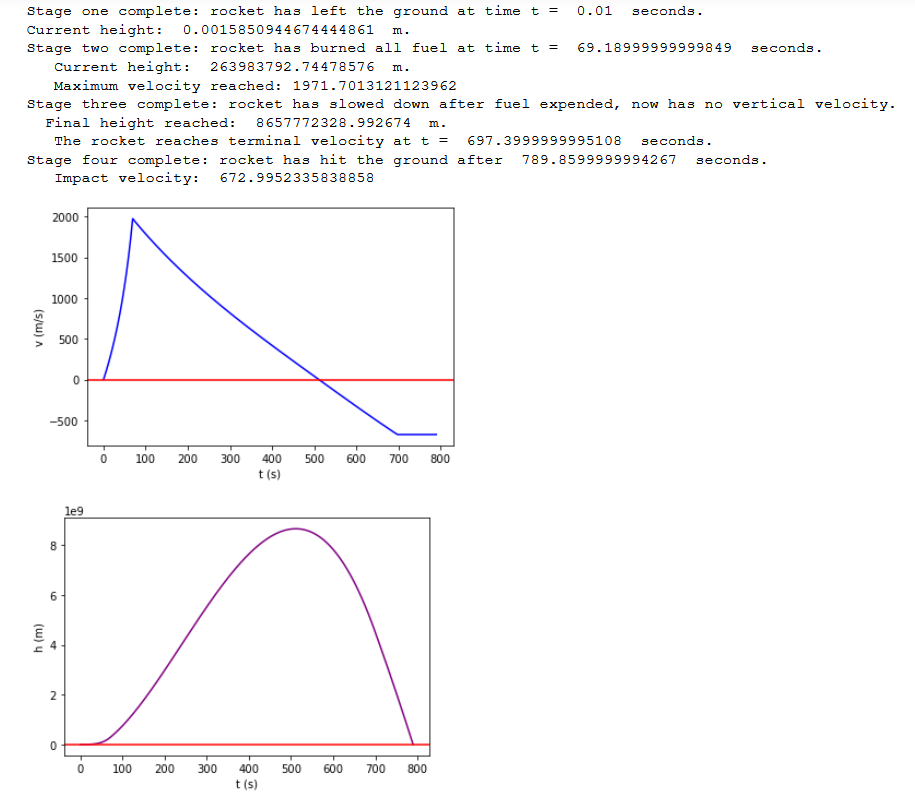 Stage one complete: rocket has left the ground at time t =  0.01  seconds.
Current height:  0.0015850944674444861  m.
Stage two complete: rocket has burned all fuel at time t =  69.18999999999849  seconds.
Current height:  263983792.74478576  m.
Maximum velocity reached: 1971.7013121123962
Stage three complete: rocket has slowed down after fuel expended, now has no vertical velocity.
Final height reached:  8657772328.992674  m.
The rocket reaches terminal velocity at t =  697.3999999995108  seconds.
Stage four complete: rocket has hit the ground after  789.8599999994267  seconds.
Impact velocity:  672.9952335838858
2000
1500
1000
500
0
−500
v (m/s)
0 100 200 300 400 500 600 700 800
t (s)
1e9
8
6
4
2
0
h (m)
0 100 200 300 400 500 600 700 800
t (s)